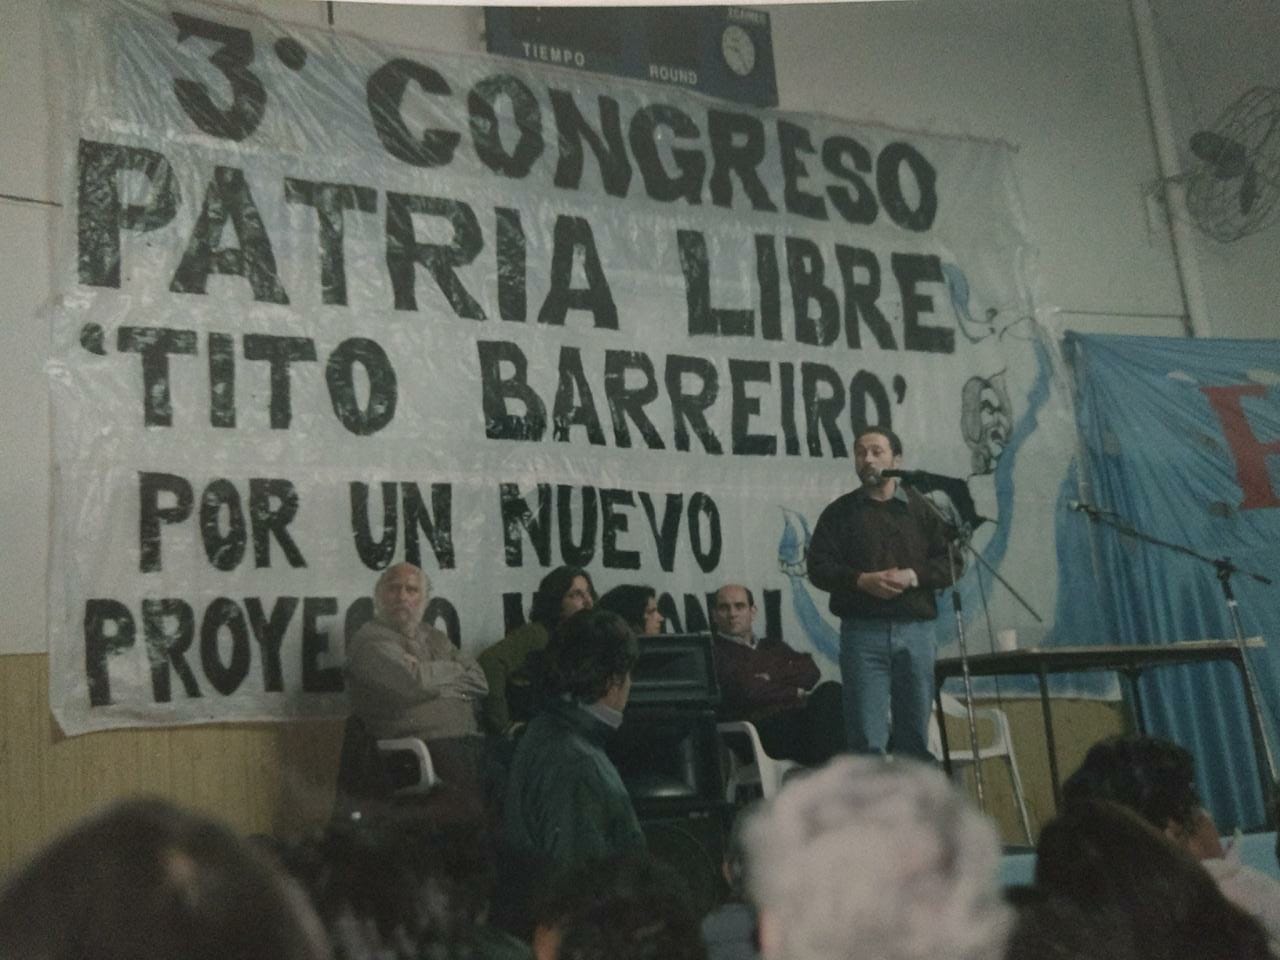 TIEMPO
ROUND
3° CONGRESO
PATRIA LIBRE
'TITO BARREIRO'
POR UN NUEVO